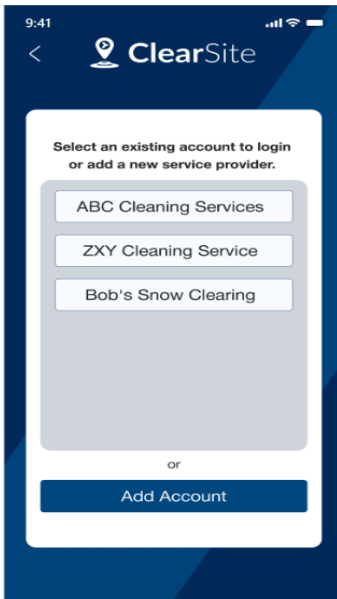 9:41
ClearSite
Select an existing account to login
or add a new service provider.
ABC Cleaning Services
ZXY Cleaning Service
Bob's Snow Clearing
or
Add Account